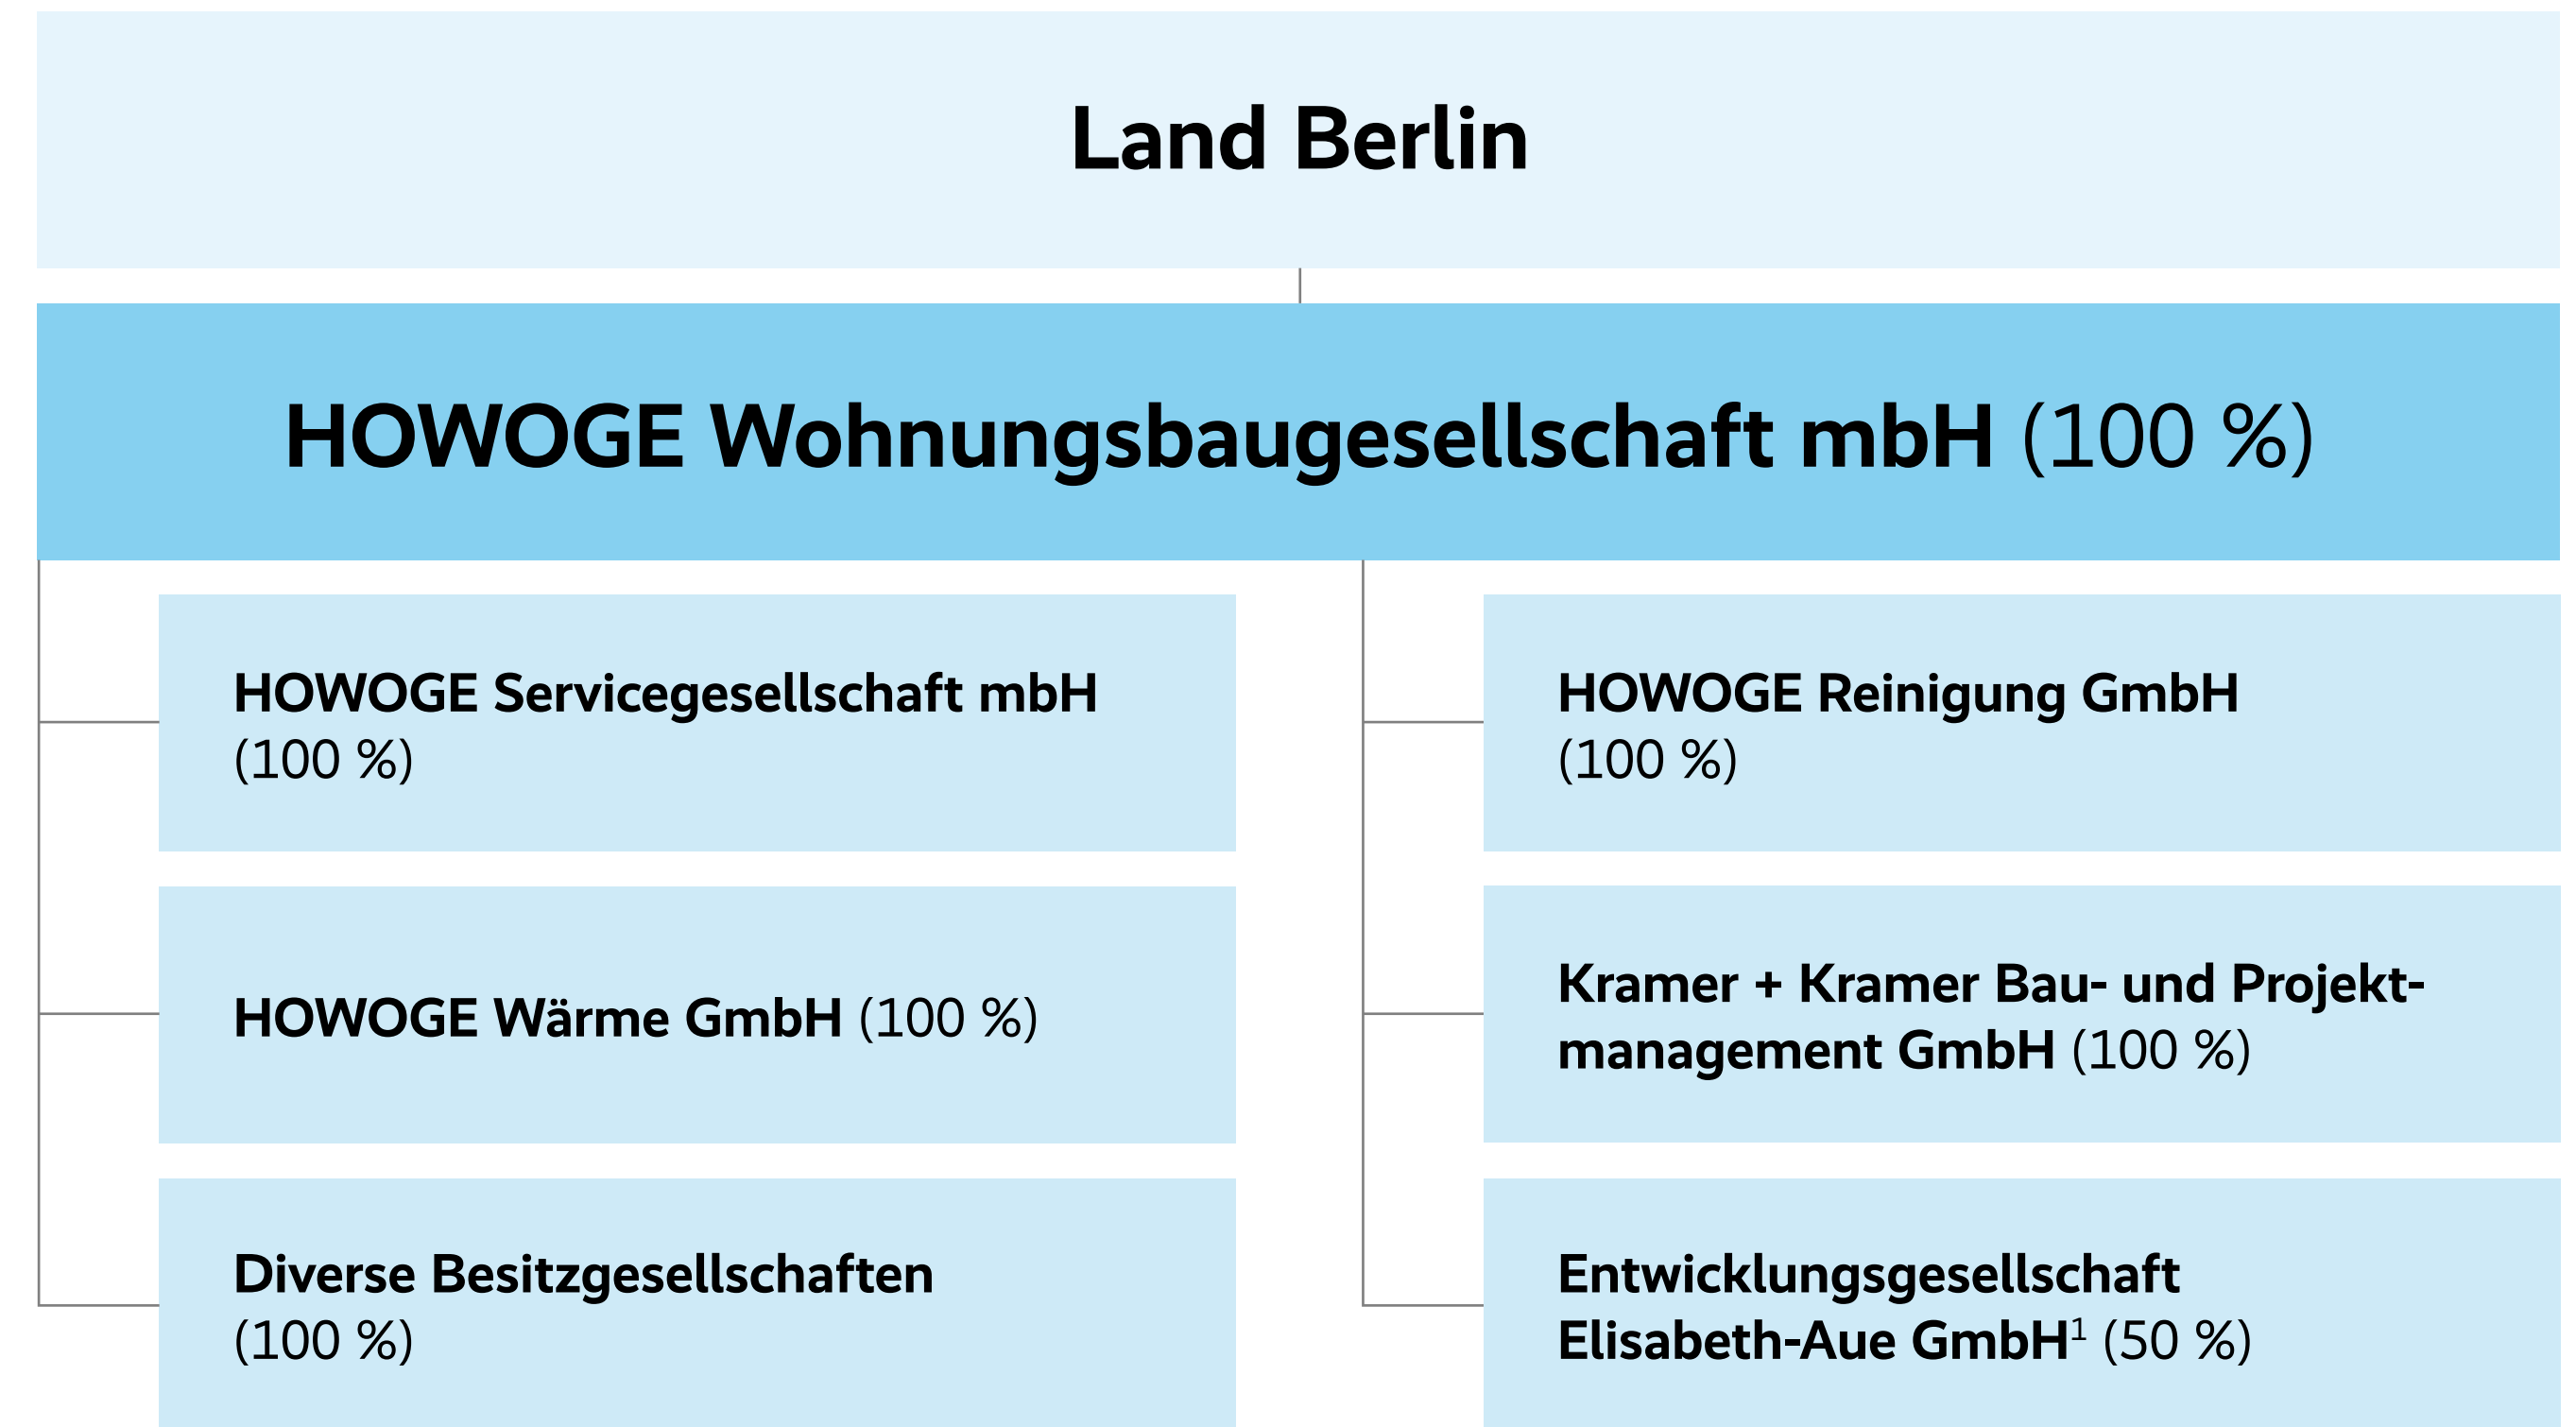 Land Berlin
HOWOGE Wohnungsbaugesellschaft mbH (100 %)
HOWOGE Servicegesellschaft mbH
(100 %)
HOWOGE Wärme GmbH (100 %)
Diverse Besitzgesellschaften
(100 %)
HOWOGE Reinigung GmbH
(100 %)
Kramer + Kramer Bau- und Projekt-
management GmbH (100 %)
Entwicklungsgesellschaft
Elisabeth-Aue GmbH¹ (50 %)